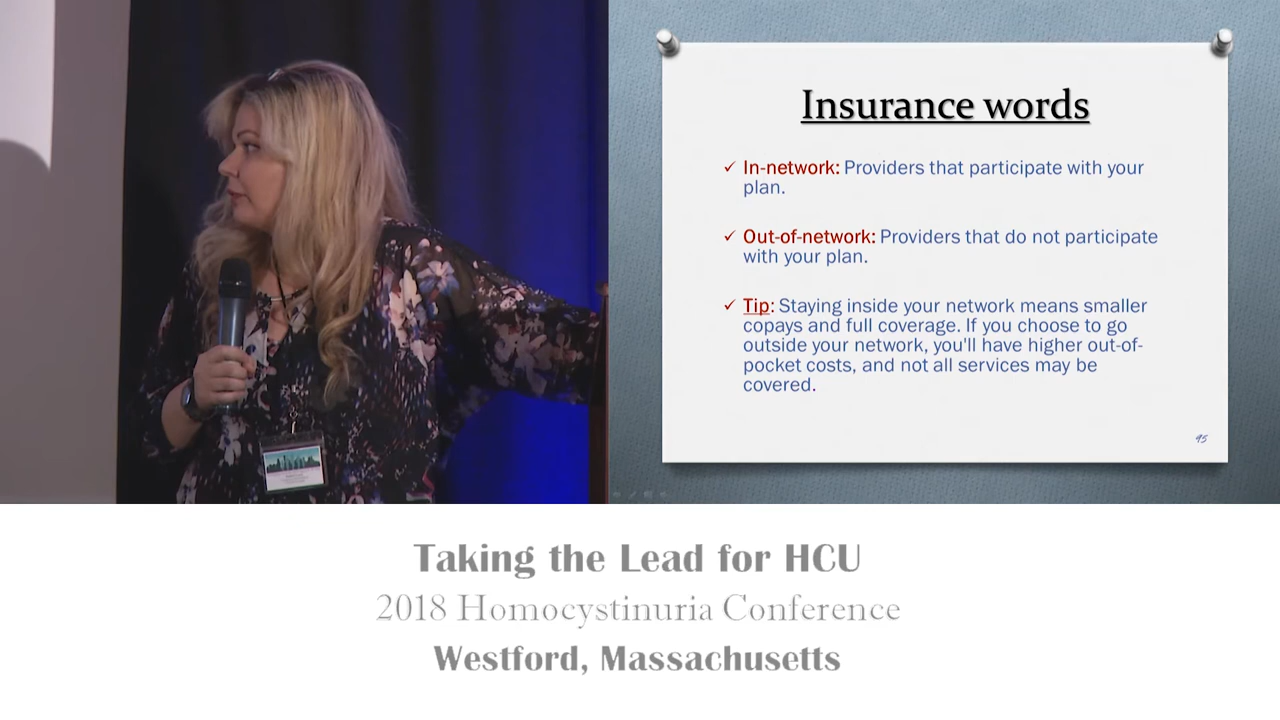 Insurance words
✓ In-network: Providers that participate with your
plan.
✓ Out-of-network: Providers that do not participate
with your plan.
✓ Tip: Staying inside your network means smaller
copays and full coverage. If you choose to go
outside your network, you'll have higher out-of-
pocket costs, and not all services may be
covered.
95
Taking the Lead for HCU
2018 Homocystinuria Conference
Westford, Massachusetts